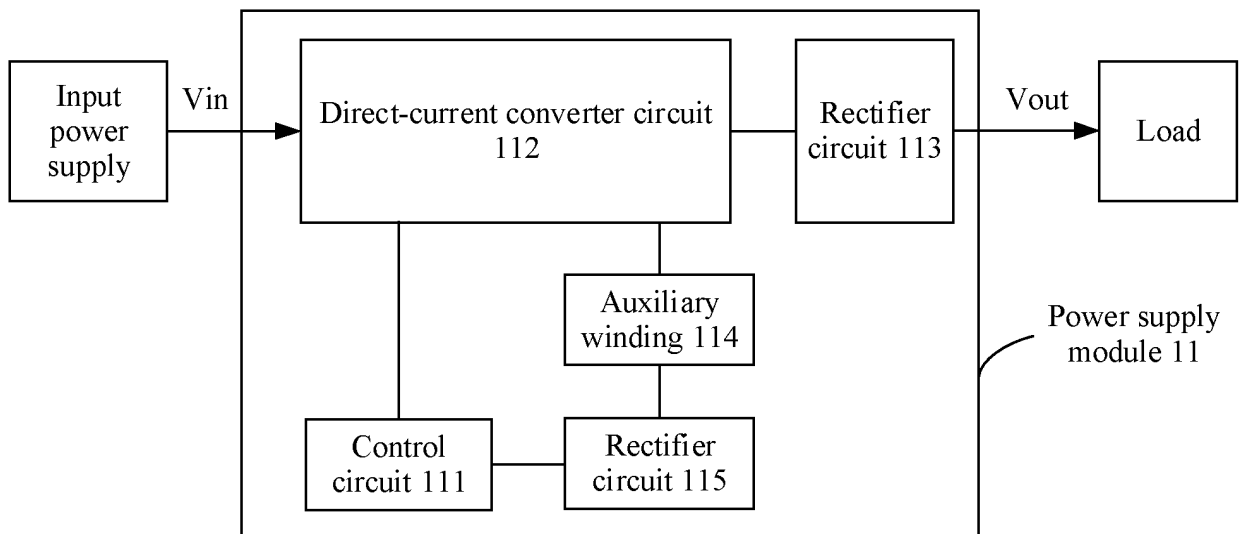 Input
power
supply
Vin
Direct-current converter circuit
112
Rectifier
circuit 113
Vout
Load
Auxiliary
winding 114
Power supply
module 11
Control
circuit 111
Rectifier
circuit 115